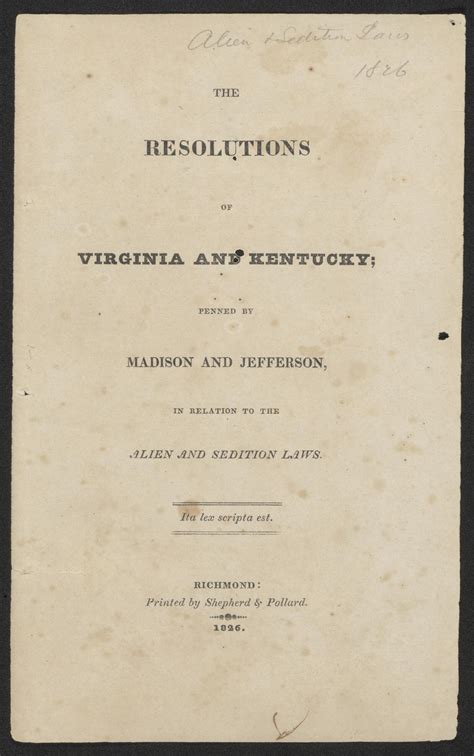 Alien & Sedition Laws
1826
THE
RESOLUTIONS
OF
VIRGINIA AND KENTUCKY;
PENNED BY
MADISON AND JEFFERSON,
IN RELATION TO THE
ALIEN AND SEDITION LAWS.
Ita lex scripta est.
RICHMOND:
Printed by Shepherd & Pollard.
1826.